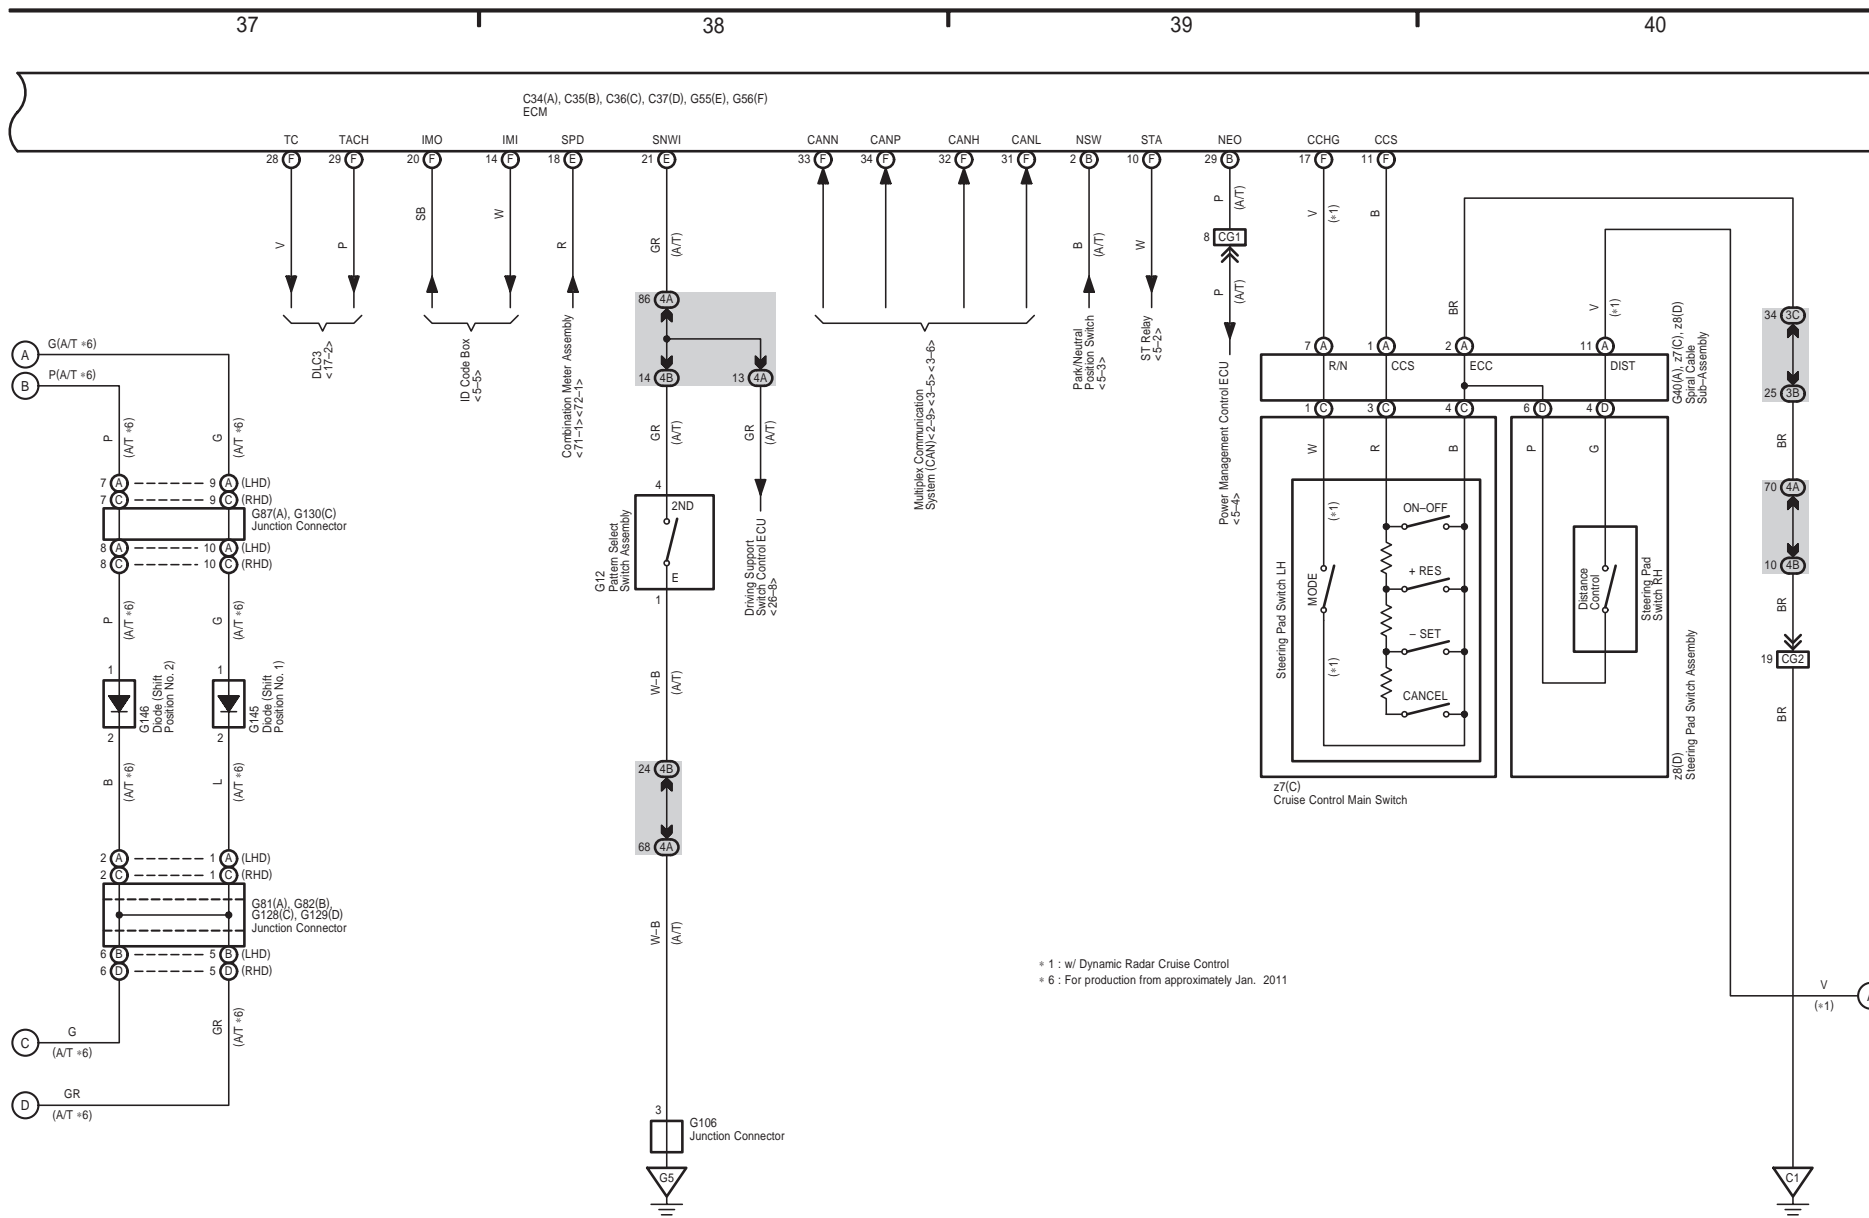 37
38
39
40
C34(A), C35(B), C36(C), C37(D), G55(E), G56(F)
ECM
TC
TACH
IMO
IMI
SPD
SNWI
CANN
CANP
CANH
CANL
NSW
STA
NEO
CCHG
CCS
28 F
29 F
20 F
14 F
18 E
21 E
33 F
34 F
32 F
31 F
2 B
10 F
29 B
17 F
11 F
V
P
SB
W
R
GR
(A/T)
B
(A/T)
W
P
(A/T)
8 CG1
P
(A/T)
V
(∗1)
B
BR
V
(∗1)
DLC3
<17–2>
ID Code Box
<5–5>
Combination Meter Assembly
<71–1><72–1>
86 4A
14 4B
13 4A
GR
(A/T)
GR
(A/T)
Driving Support
Switch Control ECU
<26–8>
4
2ND
E
1
G12
Pattern Select
Switch Assembly
W–B
(A/T)
24 4B
68 4A
W–B
(A/T)
3
G106
Junction Connector
G5
Multiplex Communication
System (CAN)<2–9><3–5><3–6>
Park/Neutral
Position Switch
<5–3>
ST Relay
<5–2>
Power Management Control ECU
<5–4>
7 A
1 A
2 A
11 A
R/N
CCS
ECC
DIST
G40(A), z7(C), z8(D)
Spiral Cable
Sub–Assembly
1 C
3 C
4 C
6 D
4 D
W
R
B
P
G
(∗1)
MODE
(∗1)
Steering Pad Switch LH
ON–OFF
+ RES
– SET
CANCEL
z7(C)
Cruise Control Main Switch
Distance
Control
Steering Pad
Switch RH
z8(D)
Steering Pad Switch Assembly
34 3C
25 3B
BR
70 4A
10 4B
BR
19 CG2
BR
C1
V
(∗1)
A
G(A/T ∗6)
B
P(A/T ∗6)
P
(A/T ∗6)
G
(A/T ∗6)
7 A 9 A (LHD)
7 C 9 C (RHD)
G87(A), G130(C)
Junction Connector
8 A 10 A (LHD)
8 C 10 C (RHD)
P
(A/T ∗6)
G
(A/T ∗6)
1
2
G146
Diode (Shift
Position No. 2)
1
2
G145
Diode (Shift
Position No. 1)
B
(A/T ∗6)
L
(A/T ∗6)
2 A 1 A (LHD)
2 C 1 C (RHD)
G81(A), G82(B),
G128(C), G129(D)
Junction Connector
6 B 5 B (LHD)
6 D 5 D (RHD)
GR
(A/T ∗6)
C
G
(A/T ∗6)
D
GR
(A/T ∗6)
∗ 1 : w/ Dynamic Radar Cruise Control
∗ 6 : For production from approximately Jan. 2011